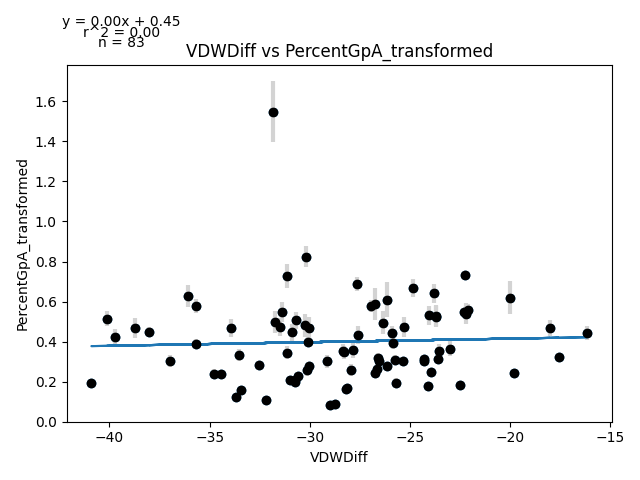 y = 0.00x + 0.45
r^2 = 0.00
n = 83
VDWDiff vs PercentGpA_transformed
PercentGpA_transformed
1.6
1.4
1.2
1.0
0.8
0.6
0.4
0.2
0.0
−40 −35 −30 −25 −20 −15
VDWDiff